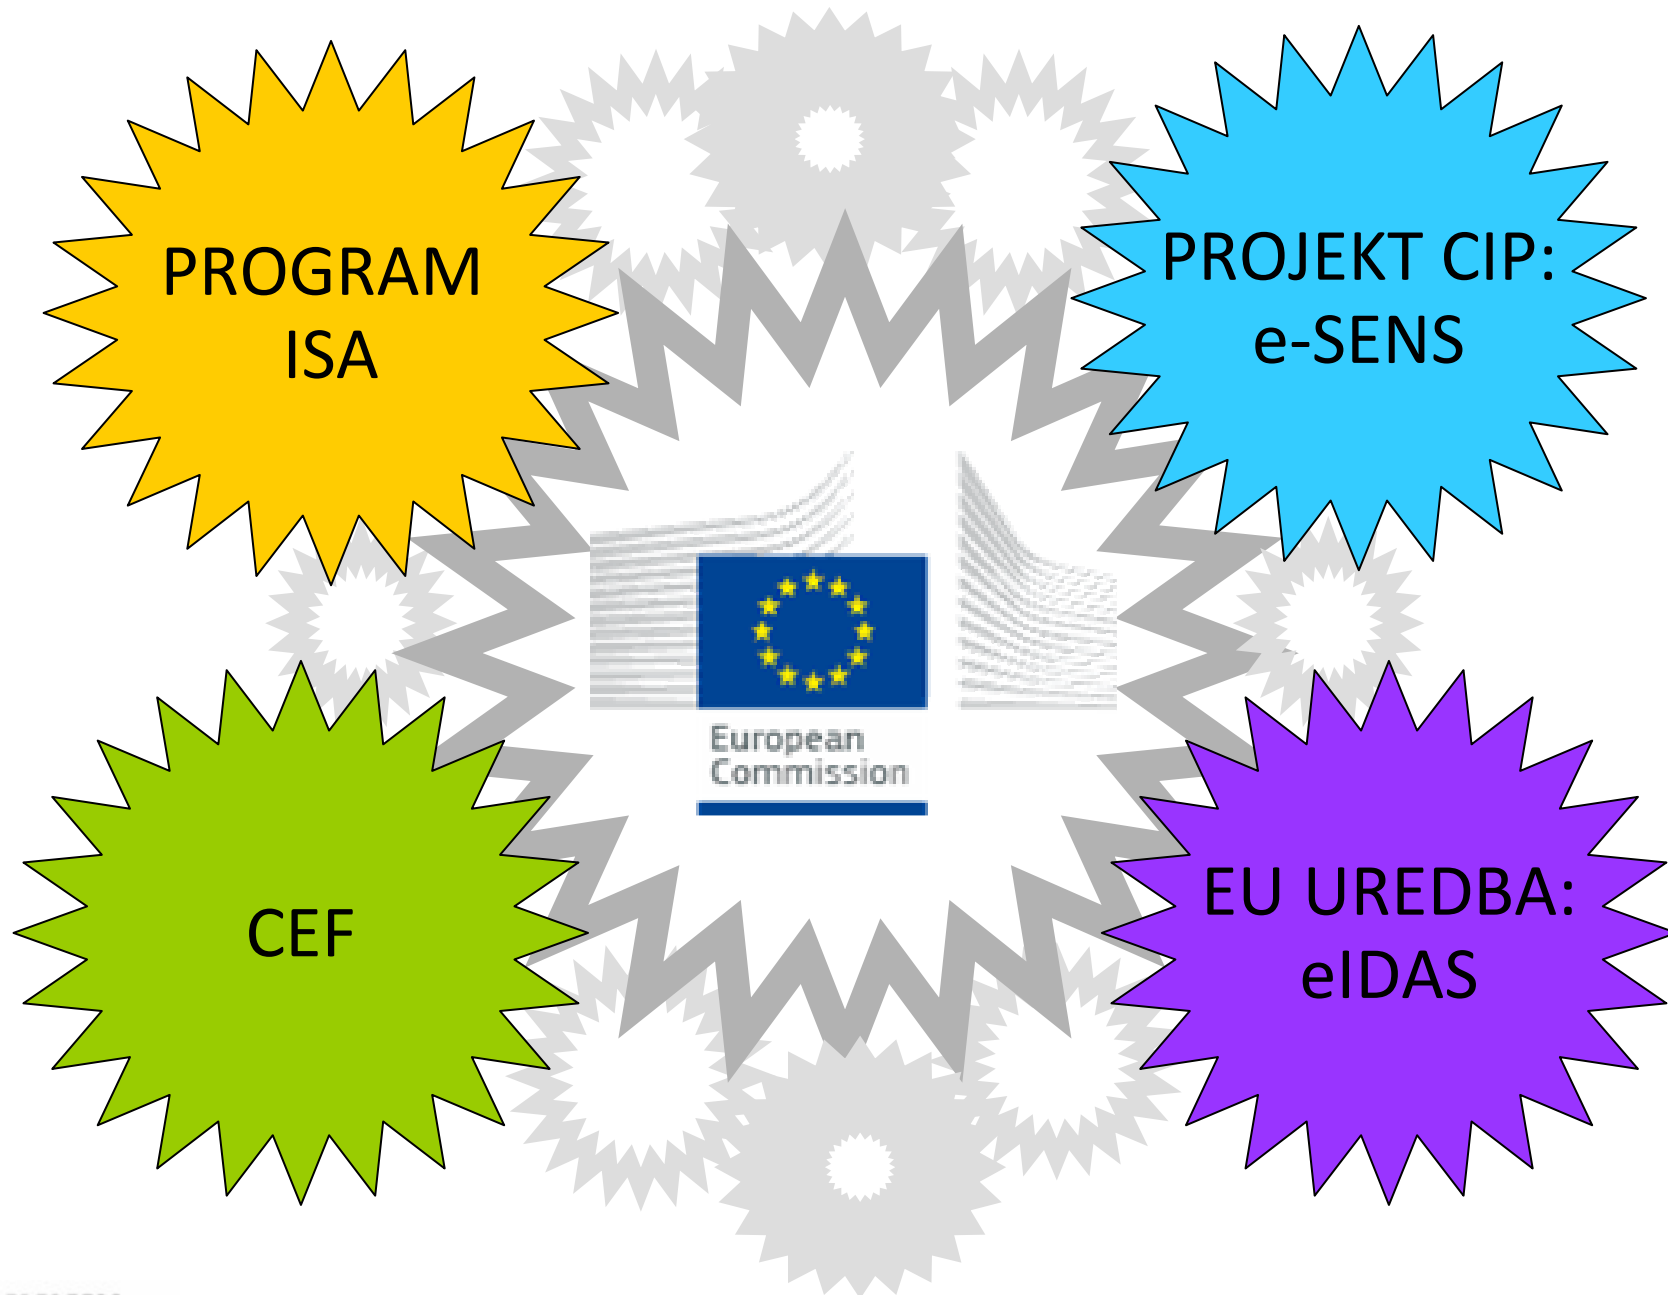 PROGRAM
ISA
PROJEKT CIP:
e-SENS
European
Commission
CEF
EU UREDBA:
eIDAS